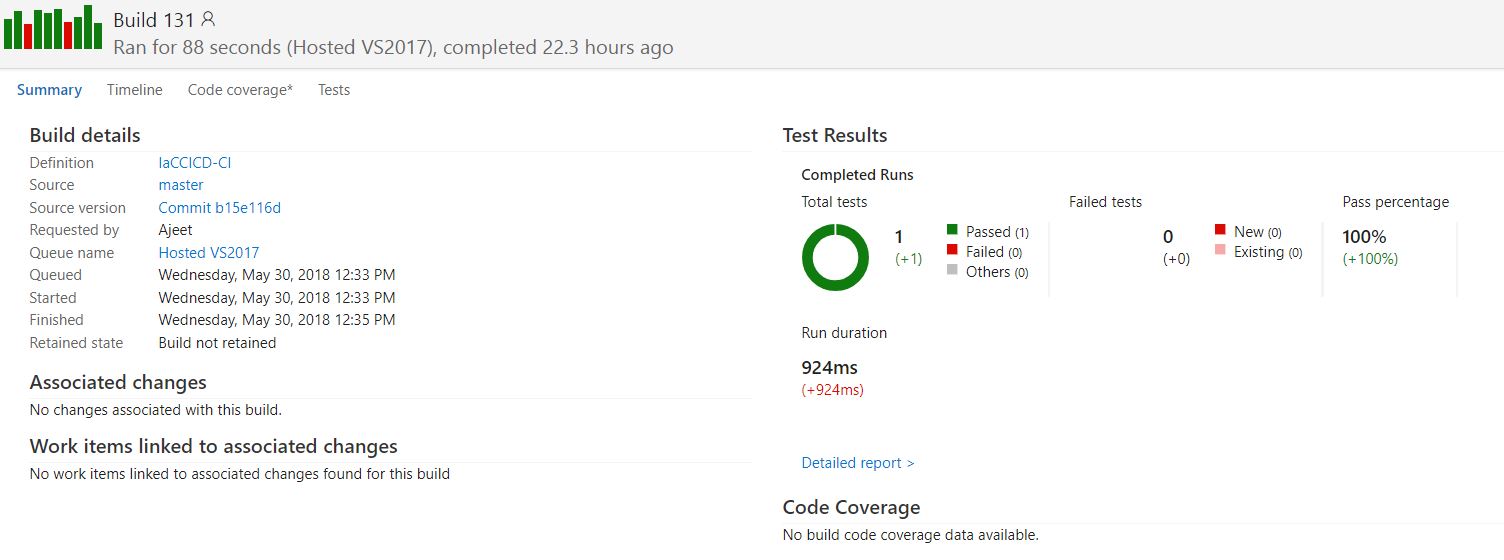 Build 131
Ran for 88 seconds (Hosted VS2017), completed 22.3 hours ago
Summary Timeline Code coverage* Tests
Build details
Definition IaCCICD-CI
Source master
Source version Commit b15e116d
Requested by Ajeet
Queue name Hosted VS2017
Queued Wednesday, May 30, 2018 12:33 PM
Started Wednesday, May 30, 2018 12:33 PM
Finished Wednesday, May 30, 2018 12:35 PM
Retained state Build not retained
Associated changes
No changes associated with this build.
Work items linked to associated changes
No work items linked to associated changes found for this build
Test Results
Completed Runs
Total tests
1
(+1)
Passed (1)
Failed (0)
Others (0)
Failed tests
0
(+0)
New (0)
Existing (0)
Pass percentage
100%
(+100%)
Run duration
924ms
(+924ms)
Detailed report >
Code Coverage
No build code coverage data available.